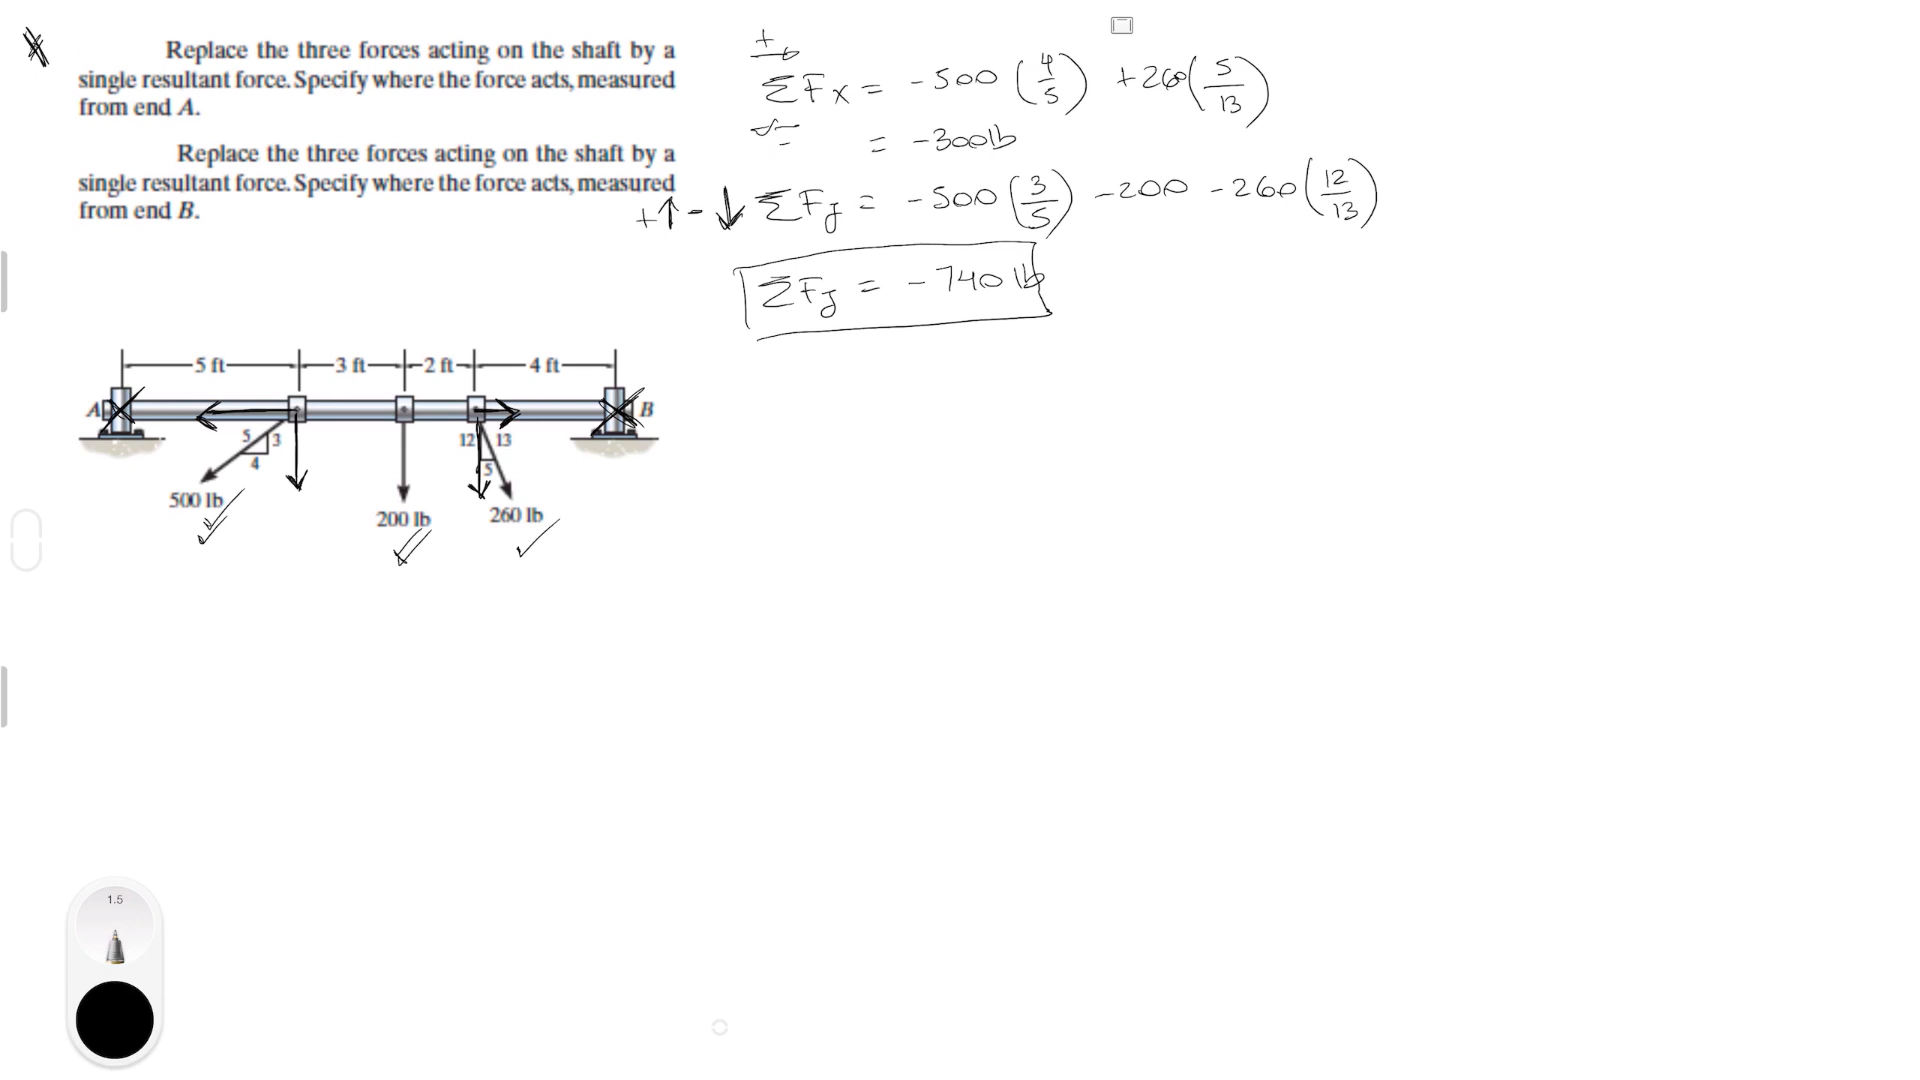 Replace the three forces acting on the shaft by a
single resultant force. Specify where the force acts, measured
from end A.
Replace the three forces acting on the shaft by a
single resultant force. Specify where the force acts, measured
from end B.
+
ΣFx = -500 (4/5) +260 (5/13)
= -300lb
+↑ - ↓ ΣFy = -500 (3/5) -200 -260 (12/13)
ΣFy = -740 lb
5 ft 3 ft 2 ft 4 ft
A B
5 3 12 13
4 5
500 lb 200 lb 260 lb
1.5